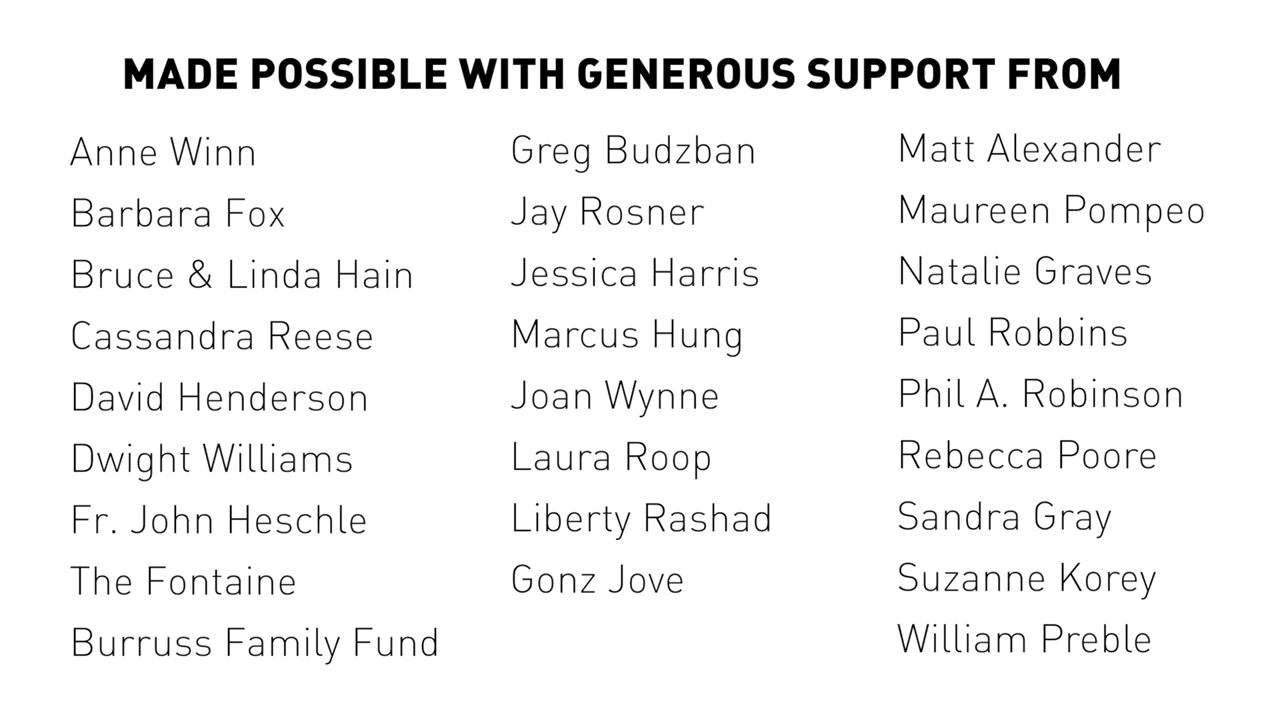 MADE POSSIBLE WITH GENEROUS SUPPORT FROM
Anne Winn
Barbara Fox
Bruce & Linda Hain
Cassandra Reese
David Henderson
Dwight Williams
Fr. John Heschle
The Fontaine
Burruss Family Fund
Greg Budzban
Jay Rosner
Jessica Harris
Marcus Hung
Joan Wynne
Laura Roop
Liberty Rashad
Gonz Jove
Matt Alexander
Maureen Pompeo
Natalie Graves
Paul Robbins
Phil A. Robinson
Rebecca Poore
Sandra Gray
Suzanne Korey
William Preble